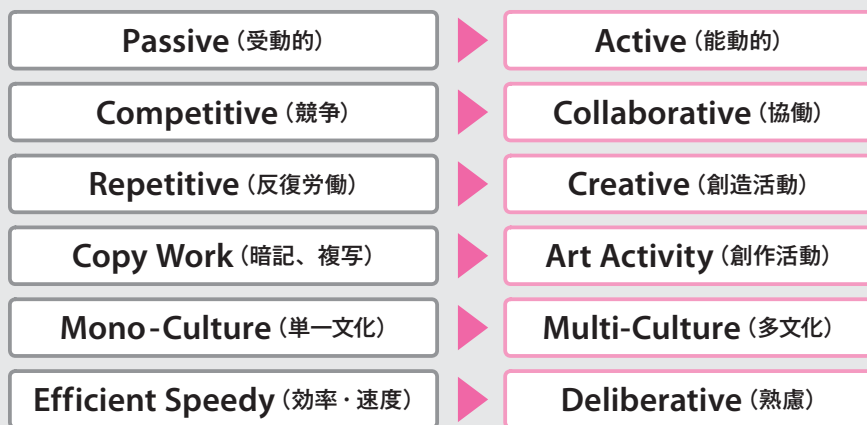 Passive（受動的） Active（能動的）
Competitive（競争） Collaborative（協働）
Repetitive（反復労働） Creative（創造活動）
Copy Work（暗記、複写） Art Activity（創作活動）
Mono-Culture（単一文化） Multi-Culture（多文化）
Efficient Speedy（効率・速度） Deliberative（熟慮）